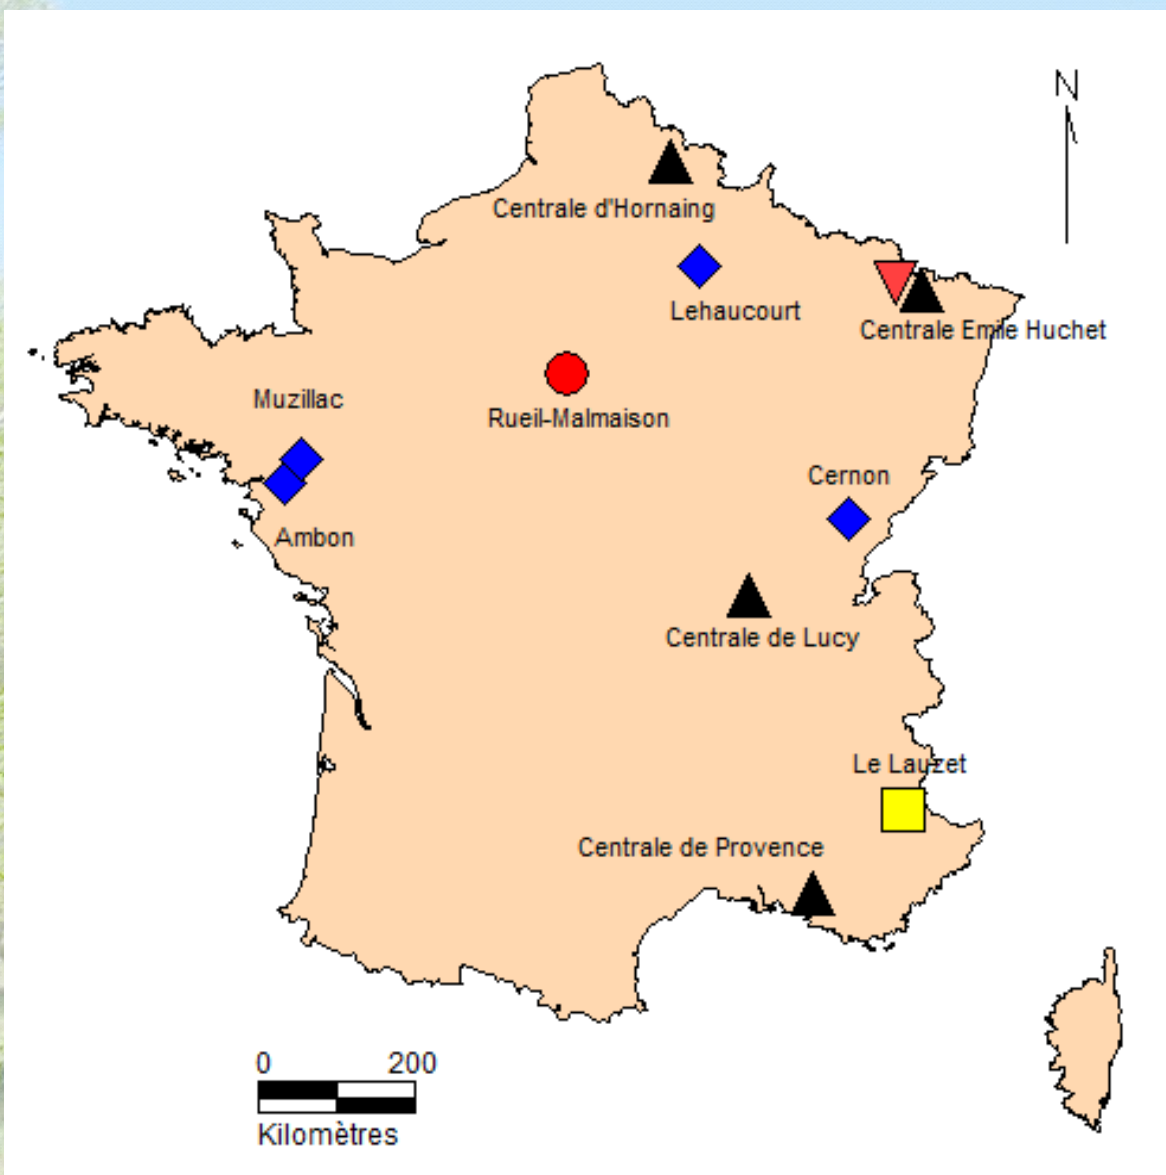 N
Centrale d'Hornaing
Lehaucourt
Centrale Emile Huchet
Muzillac
Rueil-Malmaison
Cernon
Ambon
Centrale de Lucy
Le Lauzet
Centrale de Provence
0 200
Kilomètres